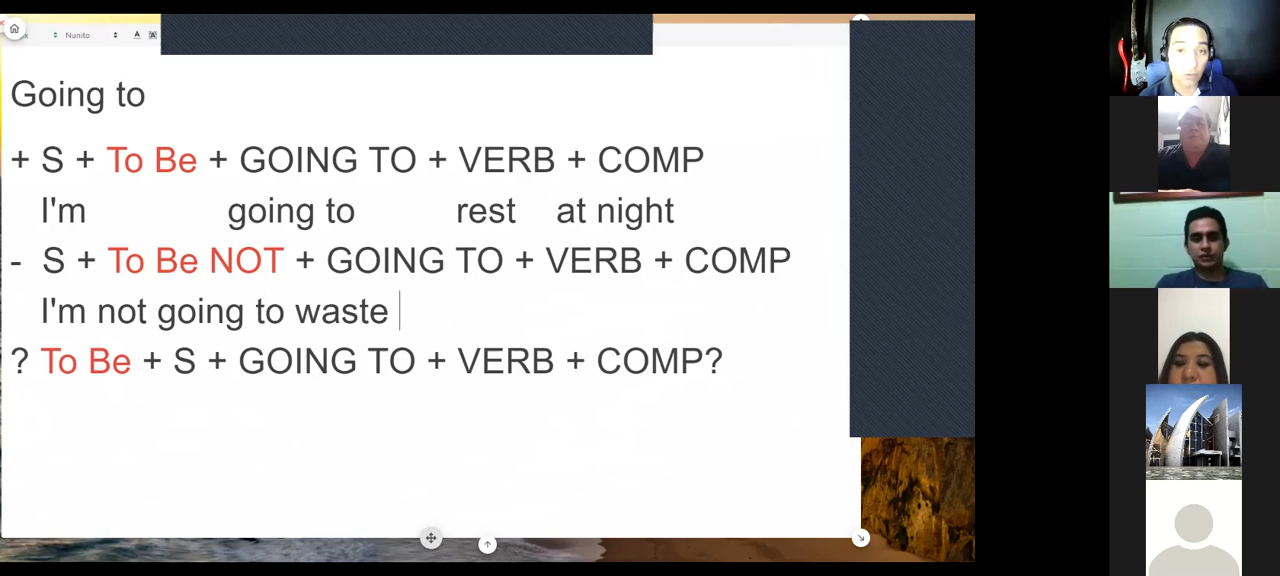 Nunito
Going to
+ S + To Be + GOING TO + VERB + COMP
I'm going to rest at night
- S + To Be NOT + GOING TO + VERB + COMP
I'm not going to waste
? To Be + S + GOING TO + VERB + COMP?